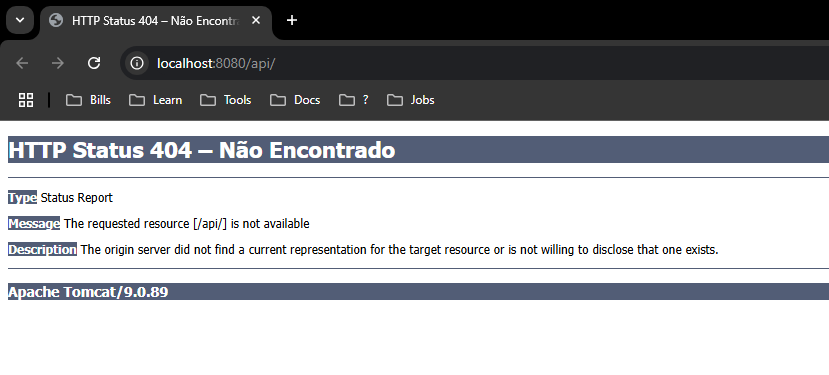 HTTP Status 404 – Não Encontra
localhost:8080/api/
Bills Learn Tools Docs ? Jobs
HTTP Status 404 – Não Encontrado
Type Status Report
Message The requested resource [/api/] is not available
Description The origin server did not find a current representation for the target resource or is not willing to disclose that one exists.
Apache Tomcat/9.0.89